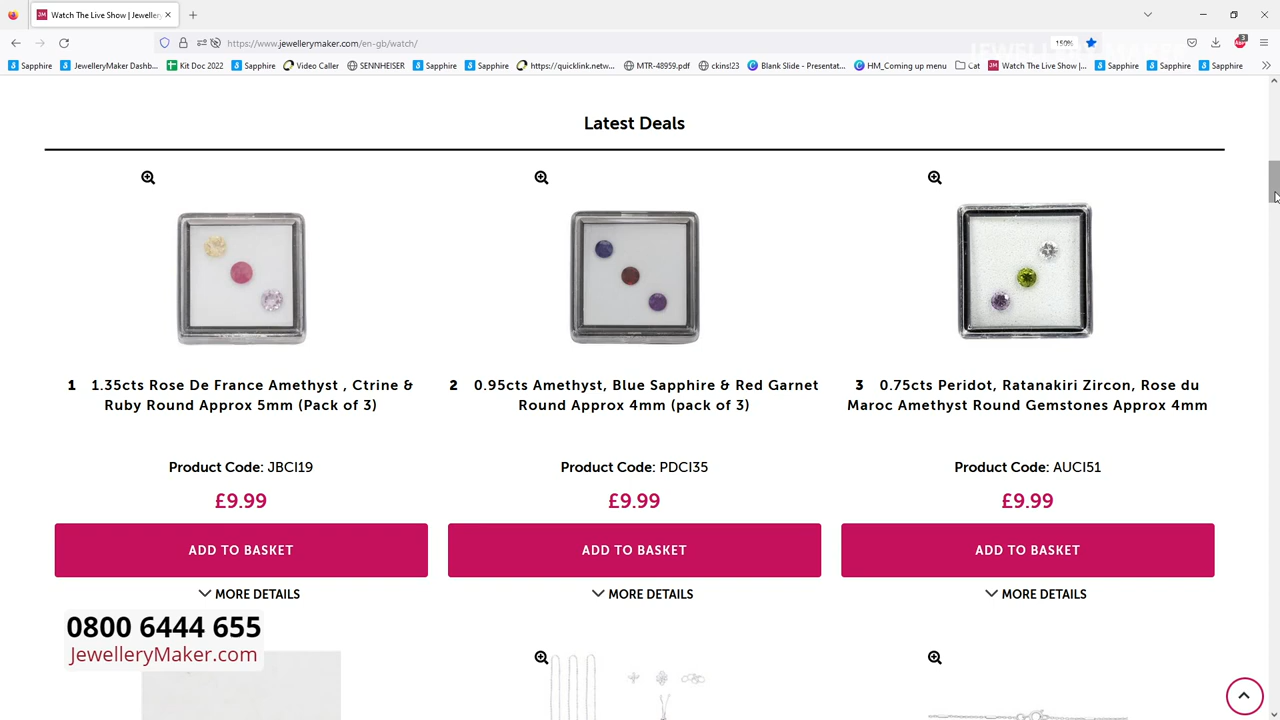 Watch The Live Show | Jeweller
https://www.jewellerymaker.com
gb/watch/
150%
3
JEWELLERYMAKER
Sapphire
JewelleryMaker Dashb...
Kit Doc 2022
Sapphire
Video Caller
SENNHEISER
Sapphire
Sapphire
https://quicklink.netw...
MTR-48959.pdf
ckins!23
Blank Slide - Presentat...
HM_Coming up menu
Cat
Watch The Live Show |...
Sapphire
Sapphire
Sapphire
Latest Deals
1 1.35cts Rose De France Amethyst , Ctrine &
Ruby Round Approx 5mm (Pack of 3)
Product Code: JBCI19
£9.99
ADD TO BASKET
MORE DETAILS
2 0.95cts Amethyst, Blue Sapphire & Red Garnet
Round Approx 4mm (pack of 3)
Product Code: PDCI35
£9.99
ADD TO BASKET
MORE DETAILS
3 0.75cts Peridot, Ratanakiri Zircon, Rose du
Maroc Amethyst Round Gemstones Approx 4mm
Product Code: AUCI51
£9.99
ADD TO BASKET
MORE DETAILS
0800 6444 655
JewelleryMaker.com